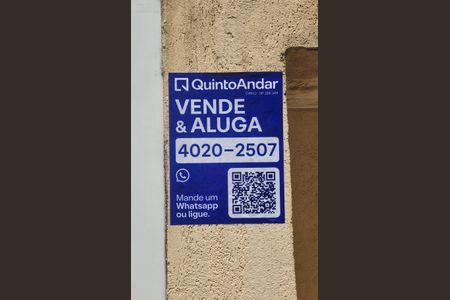 QuintoAndar
VENDE
& ALUGA
4020-2507
Mande um
Whatsapp
ou ligue.